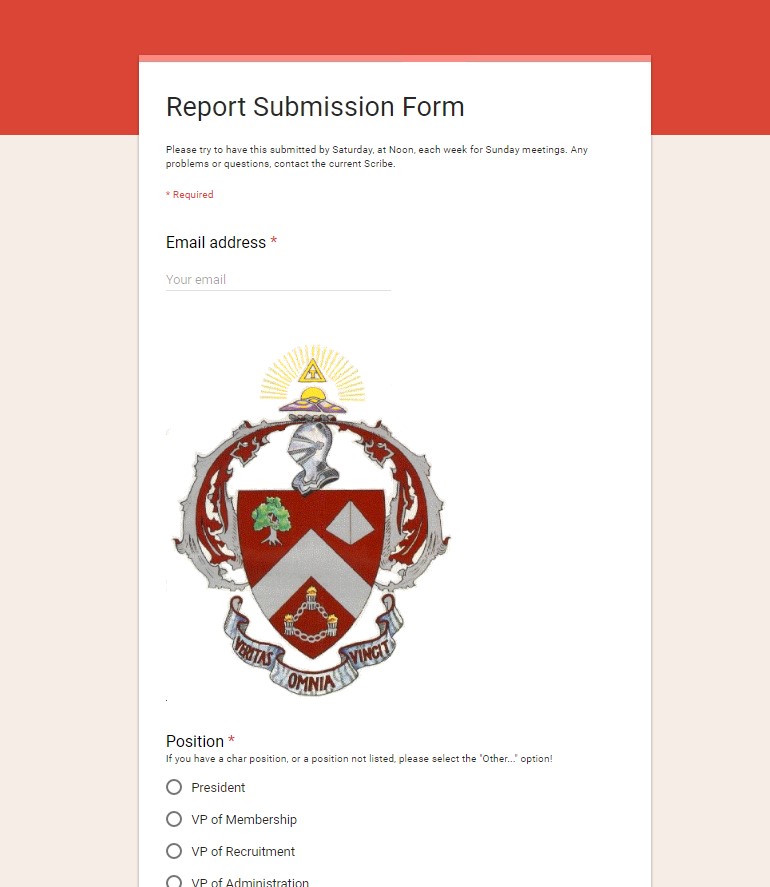 Report Submission Form
Please try to have this submitted by Saturday, at Noon, each week for Sunday meetings. Any
problems or questions, contact the current Scribe.
* Required
Email address *
Your email
VERITAS
OMNIA
VINCIT
Position *
If you have a char position, or a position not listed, please select the "Other..." option!
President
VP of Membership
VP of Recruitment
VP of Administration